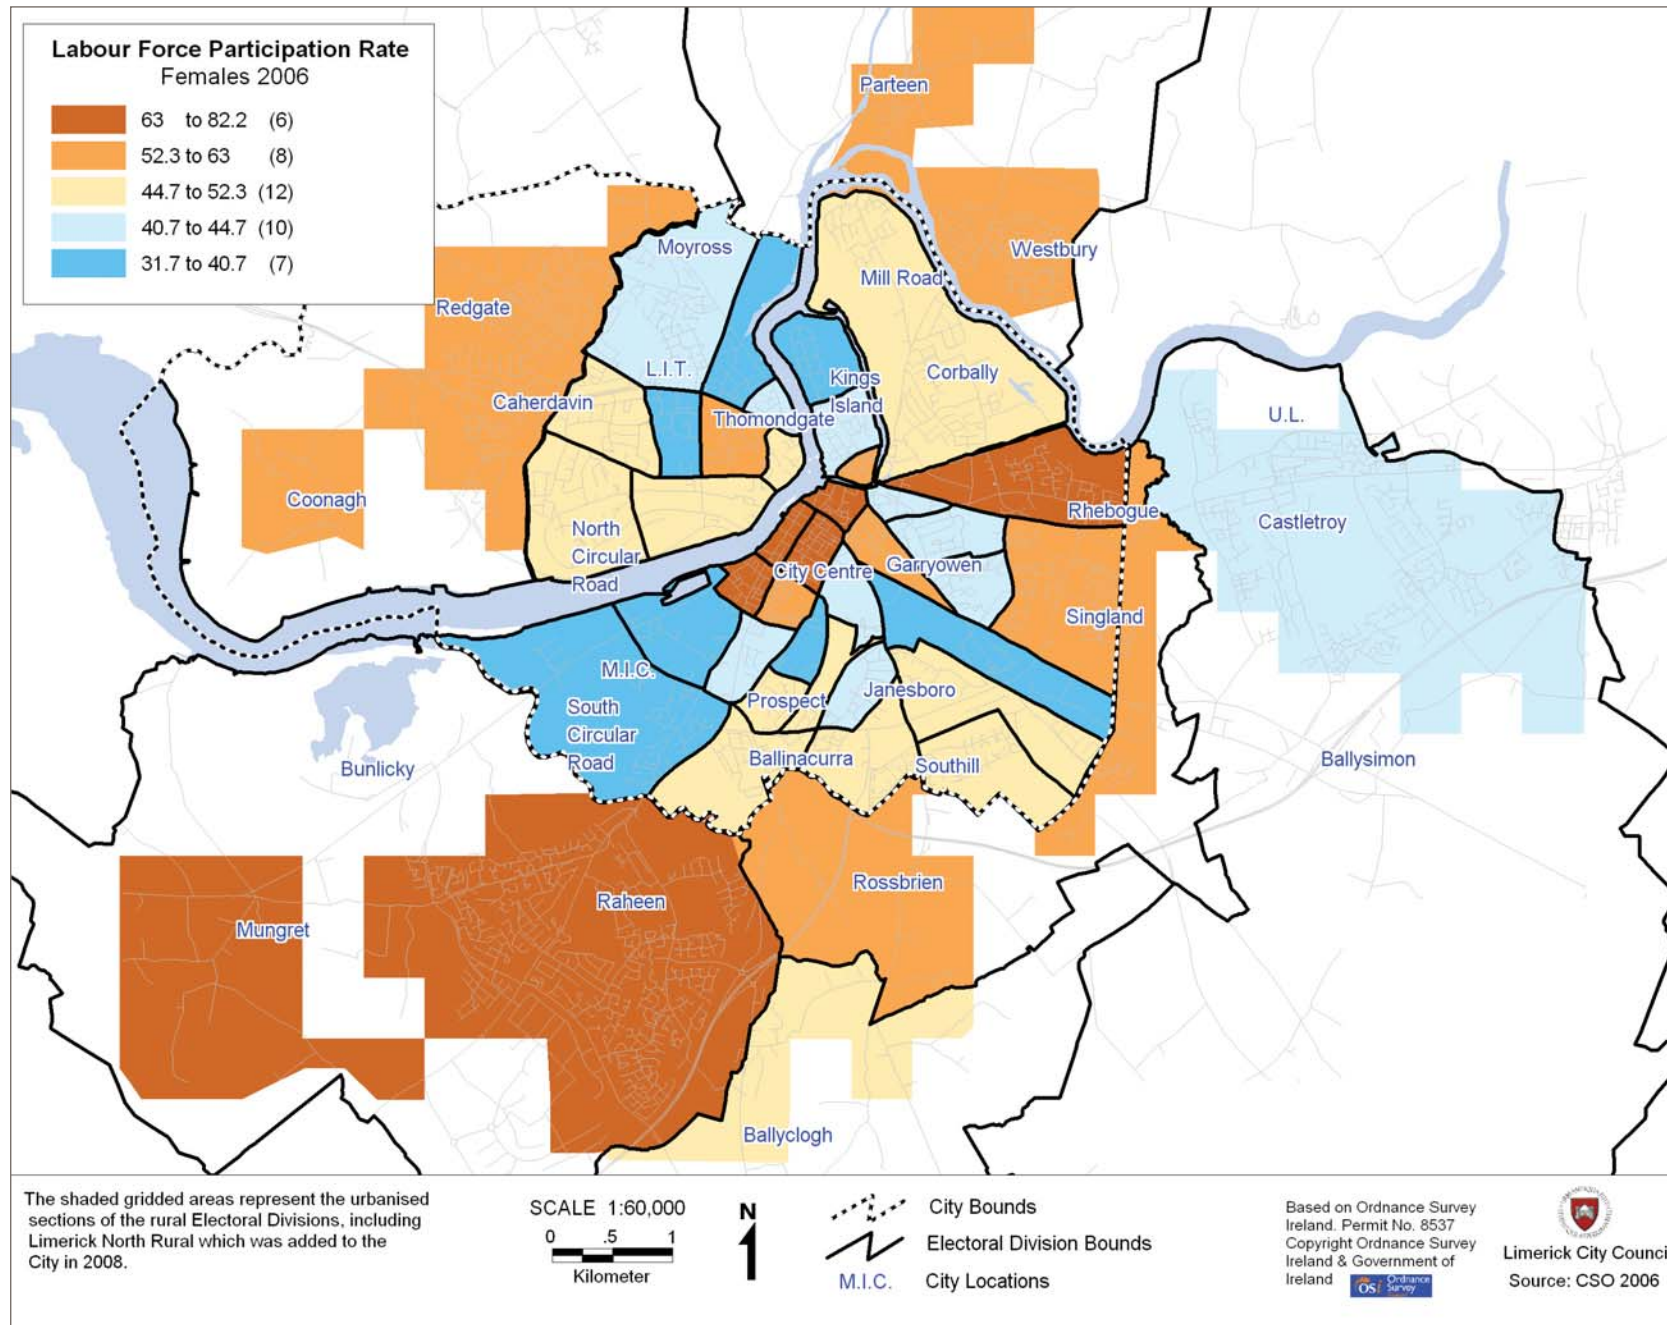 Labour Force Participation Rate
Females 2006
63 to 82.2 (6)
52.3 to 63 (8)
44.7 to 52.3 (12)
40.7 to 44.7 (10)
31.7 to 40.7 (7)
Parteen
Moyross
Westbury
Mill Road
Redgate
L.I.T.
Kings
Island
Corbally
Caherdavin
Thomondgate
U.L.
Coonagh
Rhebogue
Castletroy
North
Circular
Road
City Centre
Garryowen
Singland
M.I.C.
Prospect
Janesboro
South
Circular
Road
Bunlicky
Ballinacurra
Southill
Ballysimon
Rossbrien
Raheen
Mungret
Ballyclogh
The shaded gridded areas represent the urbanised
sections of the rural Electoral Divisions, including
Limerick North Rural which was added to the
City in 2008.
SCALE 1:60,000
0 .5 1
Kilometer
N
City Bounds
Electoral Division Bounds
M.I.C. City Locations
Based on Ordnance Survey
Ireland. Permit No. 8537
Copyright Ordnance Survey
Ireland & Government of
Ireland
OSi Ordnance
Survey
Limerick City Counci
Source: CSO 2006